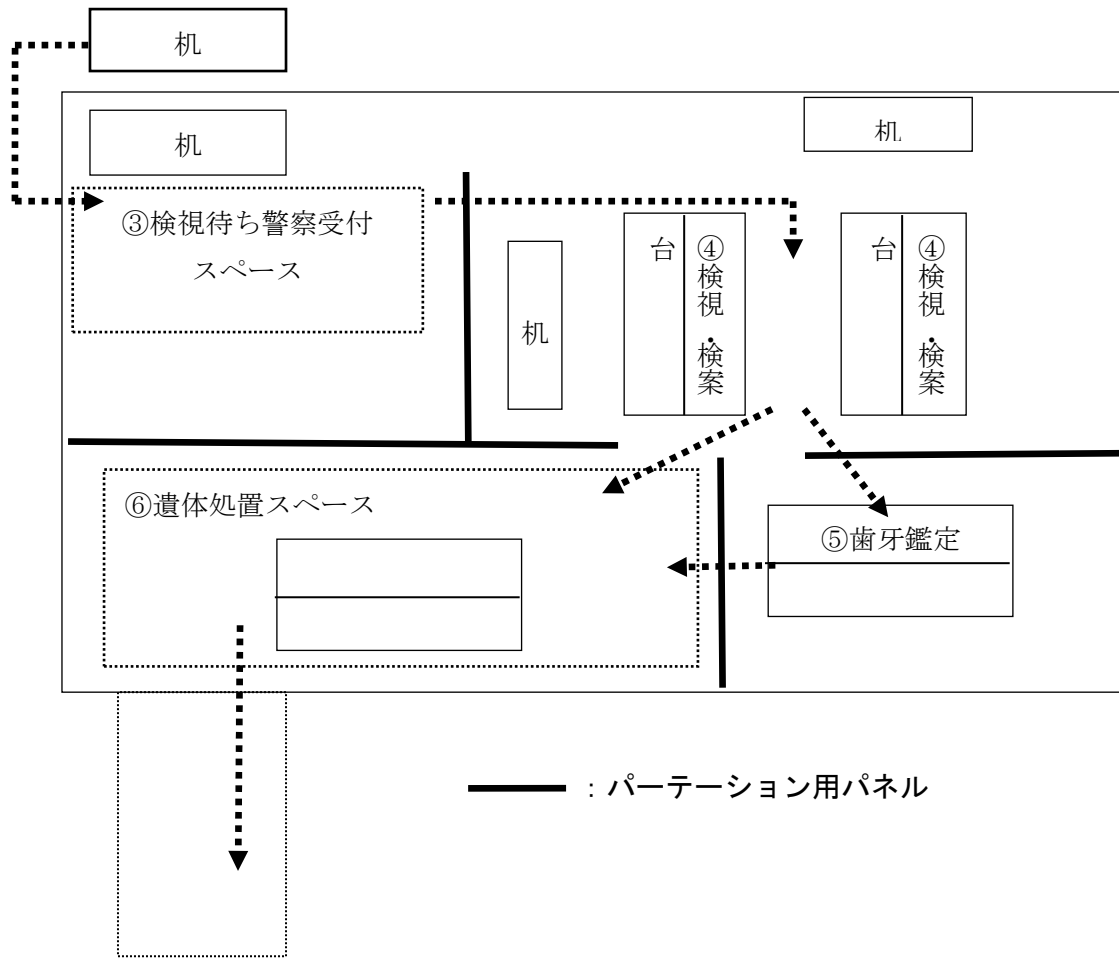 机
机
机
③検視待ち警察受付
スペース
机
台
④検視・検案
台
④検視・検案
⑥遺体処置スペース
⑤歯牙鑑定
：パーテーション用パネル